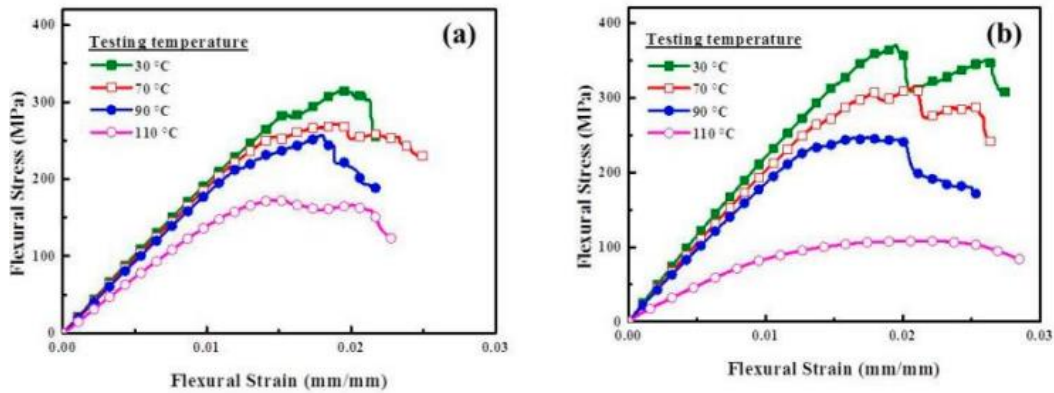 (a)
Testing temperature
30 °C
70 °C
90 °C
110 °C
Flexural Stress (MPa)
400
300
200
100
0
0.00
0.01
0.02
0.03
Flexural Strain (mm/mm)
(b)
Testing temperature
30 °C
70 °C
90 °C
110 °C
Flexural Stress (MPa)
400
300
200
100
0
0.00
0.01
0.02
0.03
Flexural Strain (mm/mm)